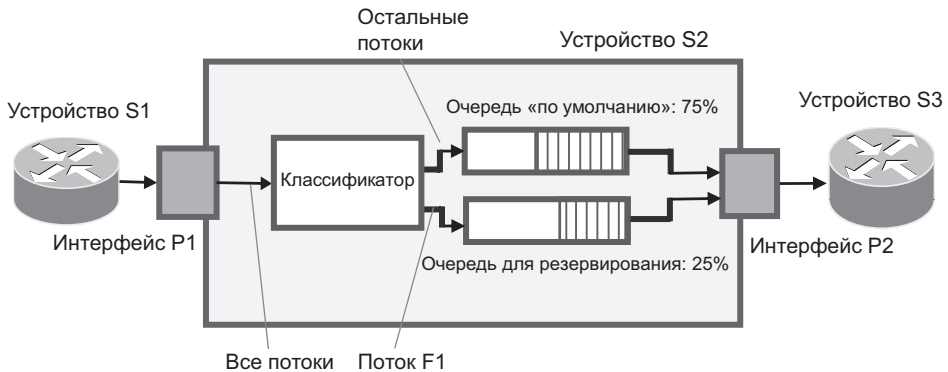 Остальные
потоки
Устройство S2
Устройство S1
Очередь «по умолчанию»: 75%
Устройство S3
Классификатор
Интерфейс P1
Интерфейс P2
Очередь для резервирования: 25%
Все потоки
Поток F1